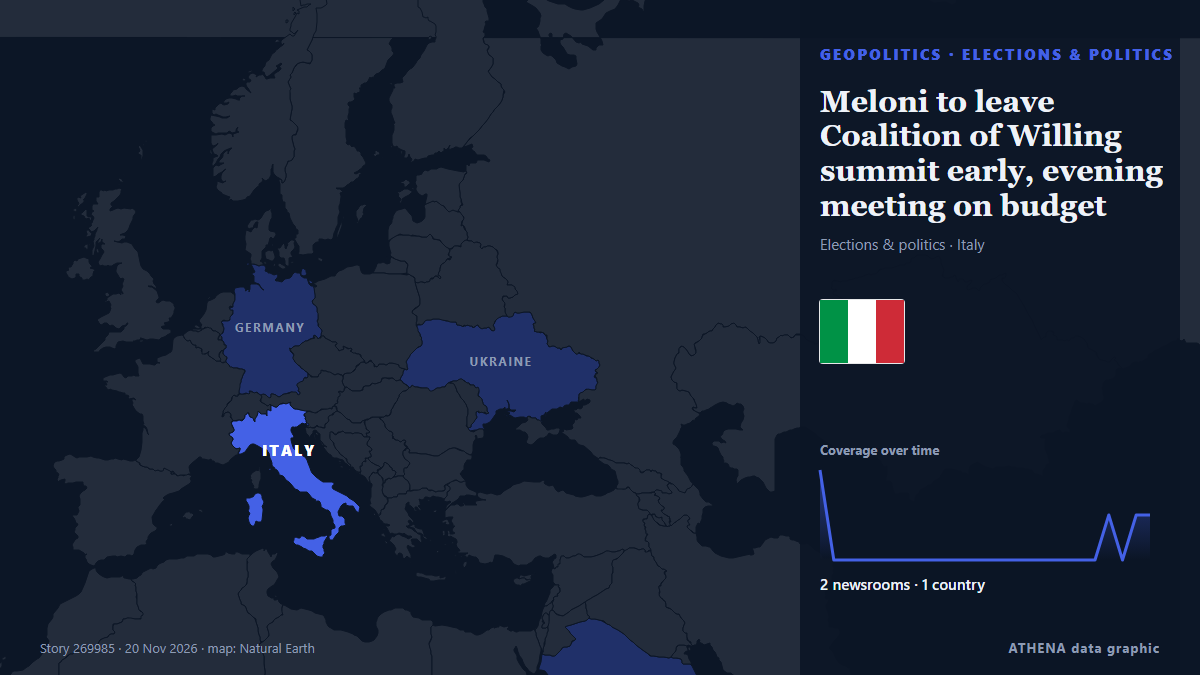 GEOPOLITICS · ELECTIONS & POLITICS
Meloni to leave
Coalition of Willing
summit early, evening
meeting on budget
Elections & politics · Italy
GERMANY
UKRAINE
ITALY
Coverage over time
2 newsrooms · 1 country
Story 269985 · 20 Nov 2026 · map: Natural Earth
ATHENA data graphic